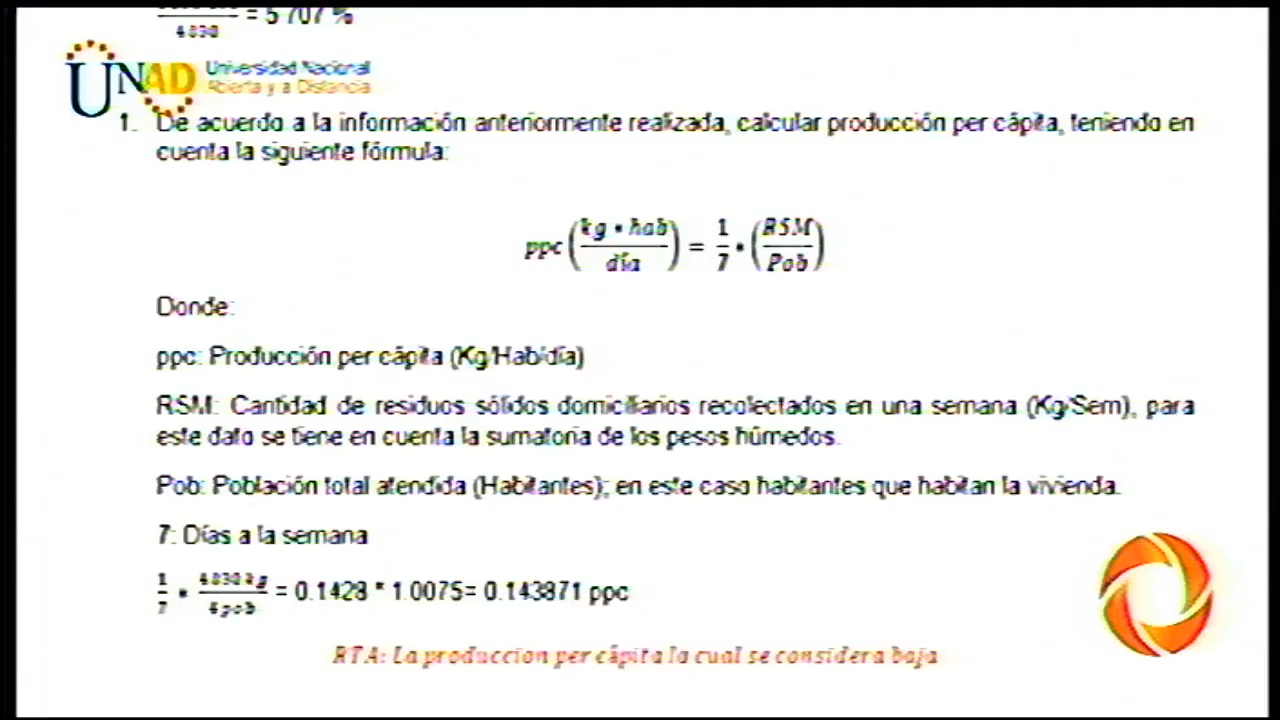 4030 = 5 707 %
UNAD Universidad Nacional
Abierta y a Distancia
1. De acuerdo a la información anteriormente realizada, calcular producción per cápita, teniendo en
cuenta la siguiente fórmula:
ppc (kg * hab / día) = 1/7 * (RSM / Pob)
Donde:
ppc: Producción per cápita (Kg/Hab/día)
RSM: Cantidad de residuos sólidos domiciliarios recolectados en una semana (Kg/Sem), para
este dato se tiene en cuenta la sumatoria de los pesos húmedos.
Pob: Población total atendida (Habitantes); en este caso habitantes que habitan la vivienda.
7: Días a la semana
1/7 * 4030 kg / 4 pob = 0.1428 * 1.0075= 0.143871 ppc
RTA: La produccion per cápita la cual se considera baja